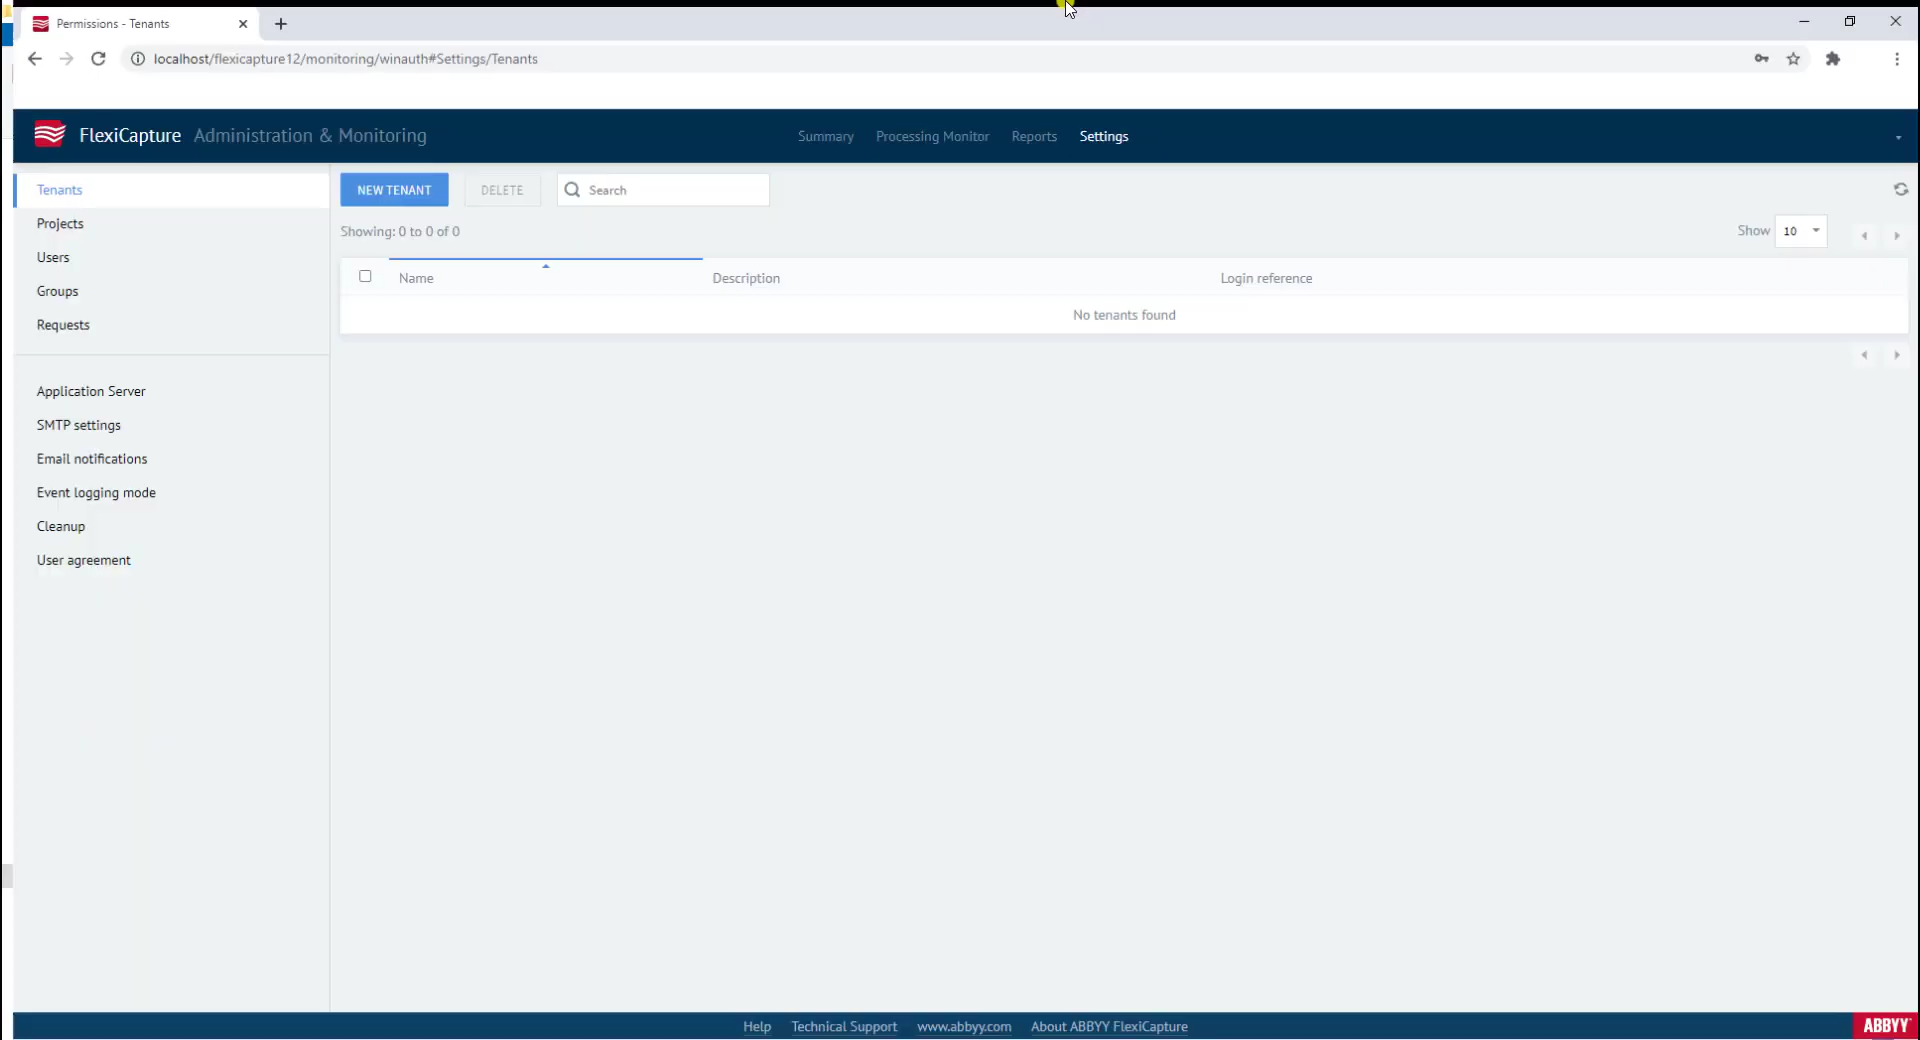 Permissions - Tenants
localhost/flexicapture12/monitoring/winauth#Settings/Tenants
FlexiCapture Administration & Monitoring
Summary Processing Monitor Reports Settings
Tenants
Projects
Users
Groups
Requests
Application Server
SMTP settings
Email notifications
Event logging mode
Cleanup
User agreement
NEW TENANT DELETE Search
Showing: 0 to 0 of 0
Show 10
Name Description Login reference
No tenants found
Help Technical Support www.abbyy.com About ABBYY FlexiCapture
ABBYY